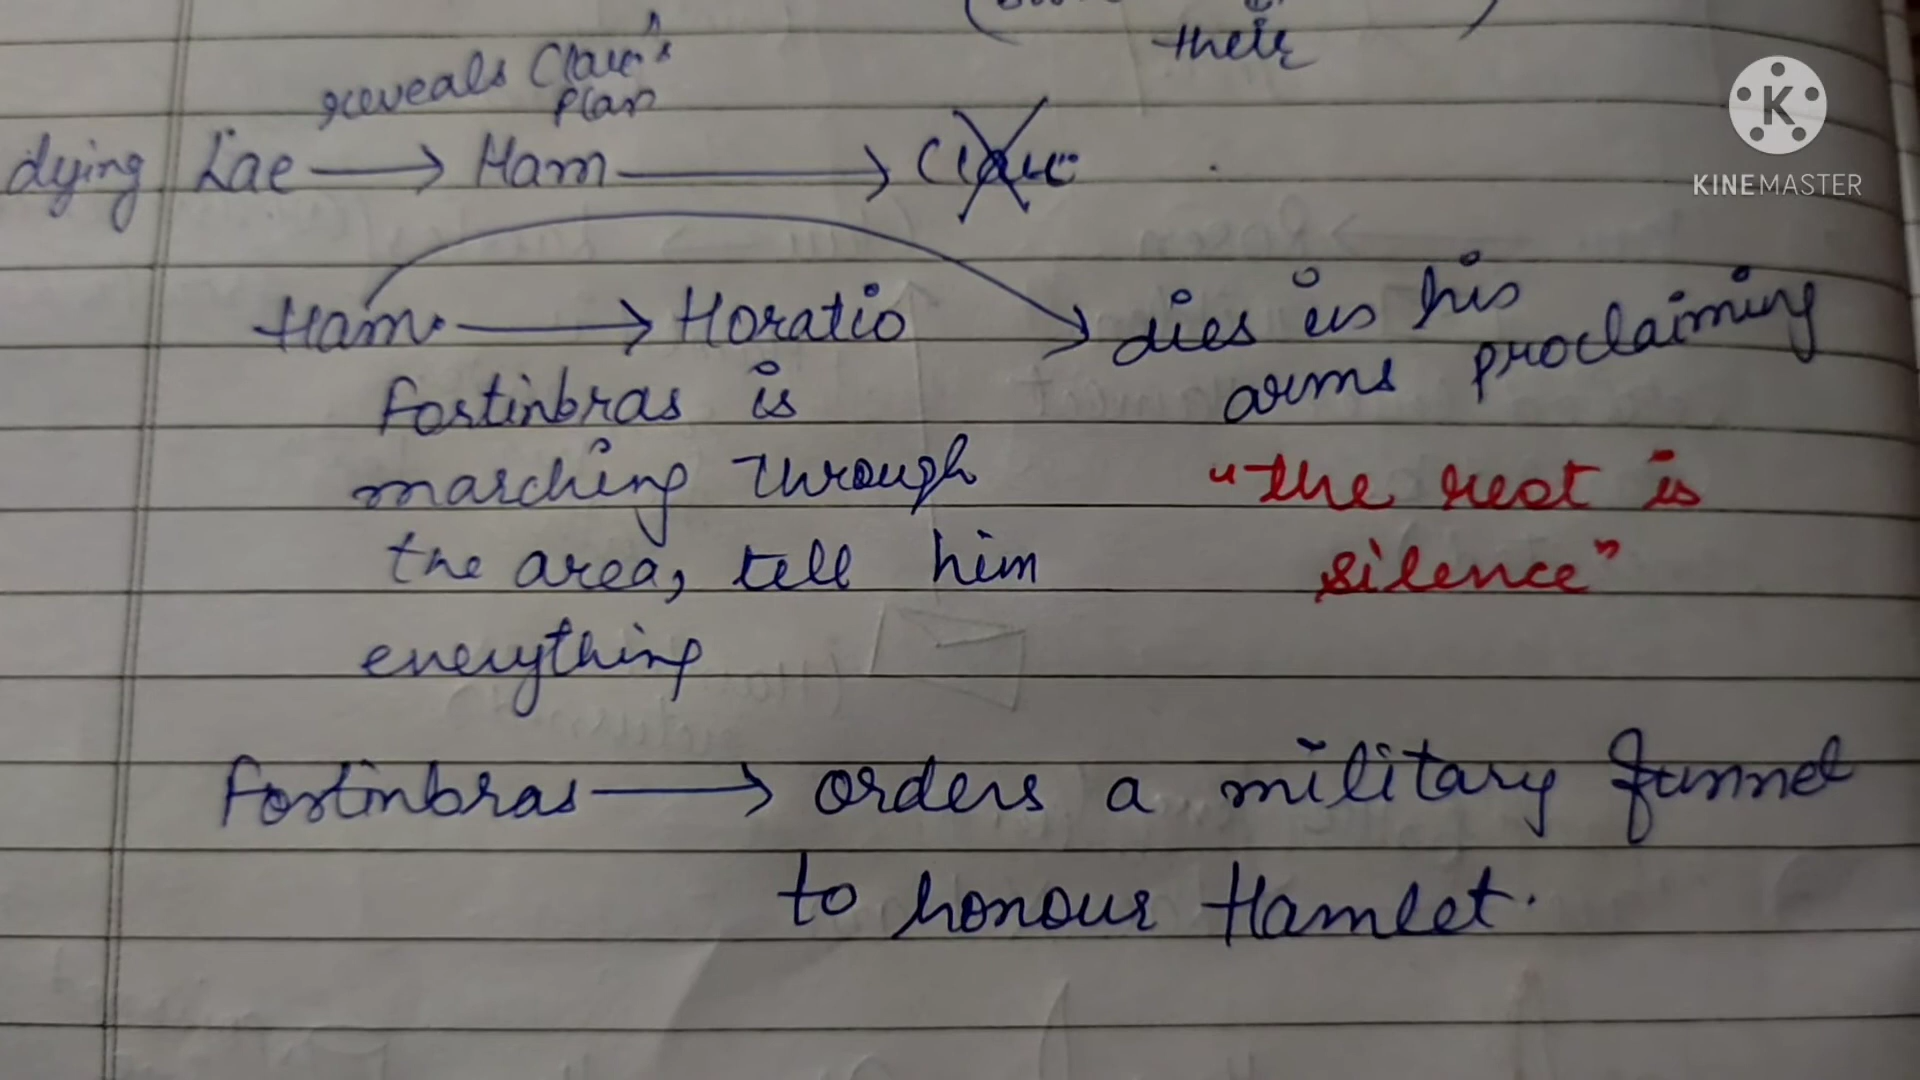 their
reveals Clau's
plan
dying Lae → Ham → Clau
Ham → Horatio → dies in his
arms proclaiming
Fortinbras is
marching through
the area, tell him
everything
"the rest is
silence"
Fortinbras → orders a military funnel
to honour Hamlet.
KINEMASTER